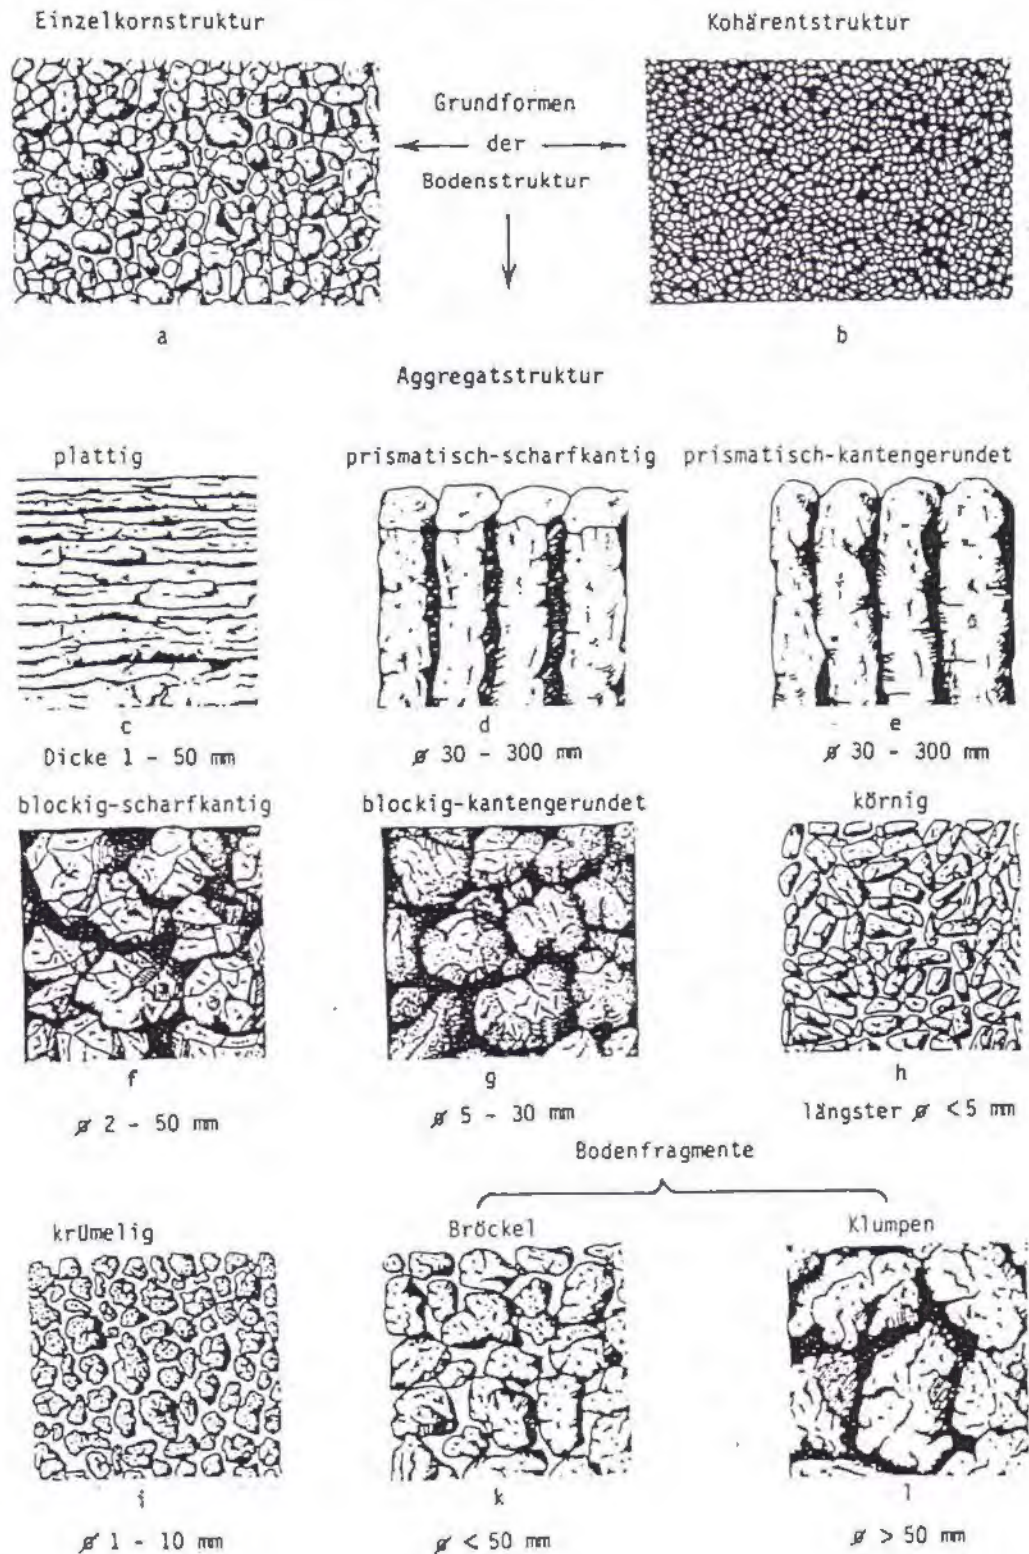 Einzelkornstruktur
Kohärentstruktur
Grundformen
der
Bodenstruktur
a
b
Aggregatstruktur
plattig
prismatisch-scharfkantig
prismatisch-kantengerundet
c
d
e
Dicke 1 - 50 mm
ø 30 - 300 mm
ø 30 - 300 mm
blockig-scharfkantig
blockig-kantengerundet
körnig
f
g
h
ø 2 - 50 mm
ø 5 - 30 mm
längster ø <5 mm
Bodenfragmente
krümelig
Bröckel
Klumpen
i
k
l
ø 1 - 10 mm
ø < 50 mm
ø > 50 mm